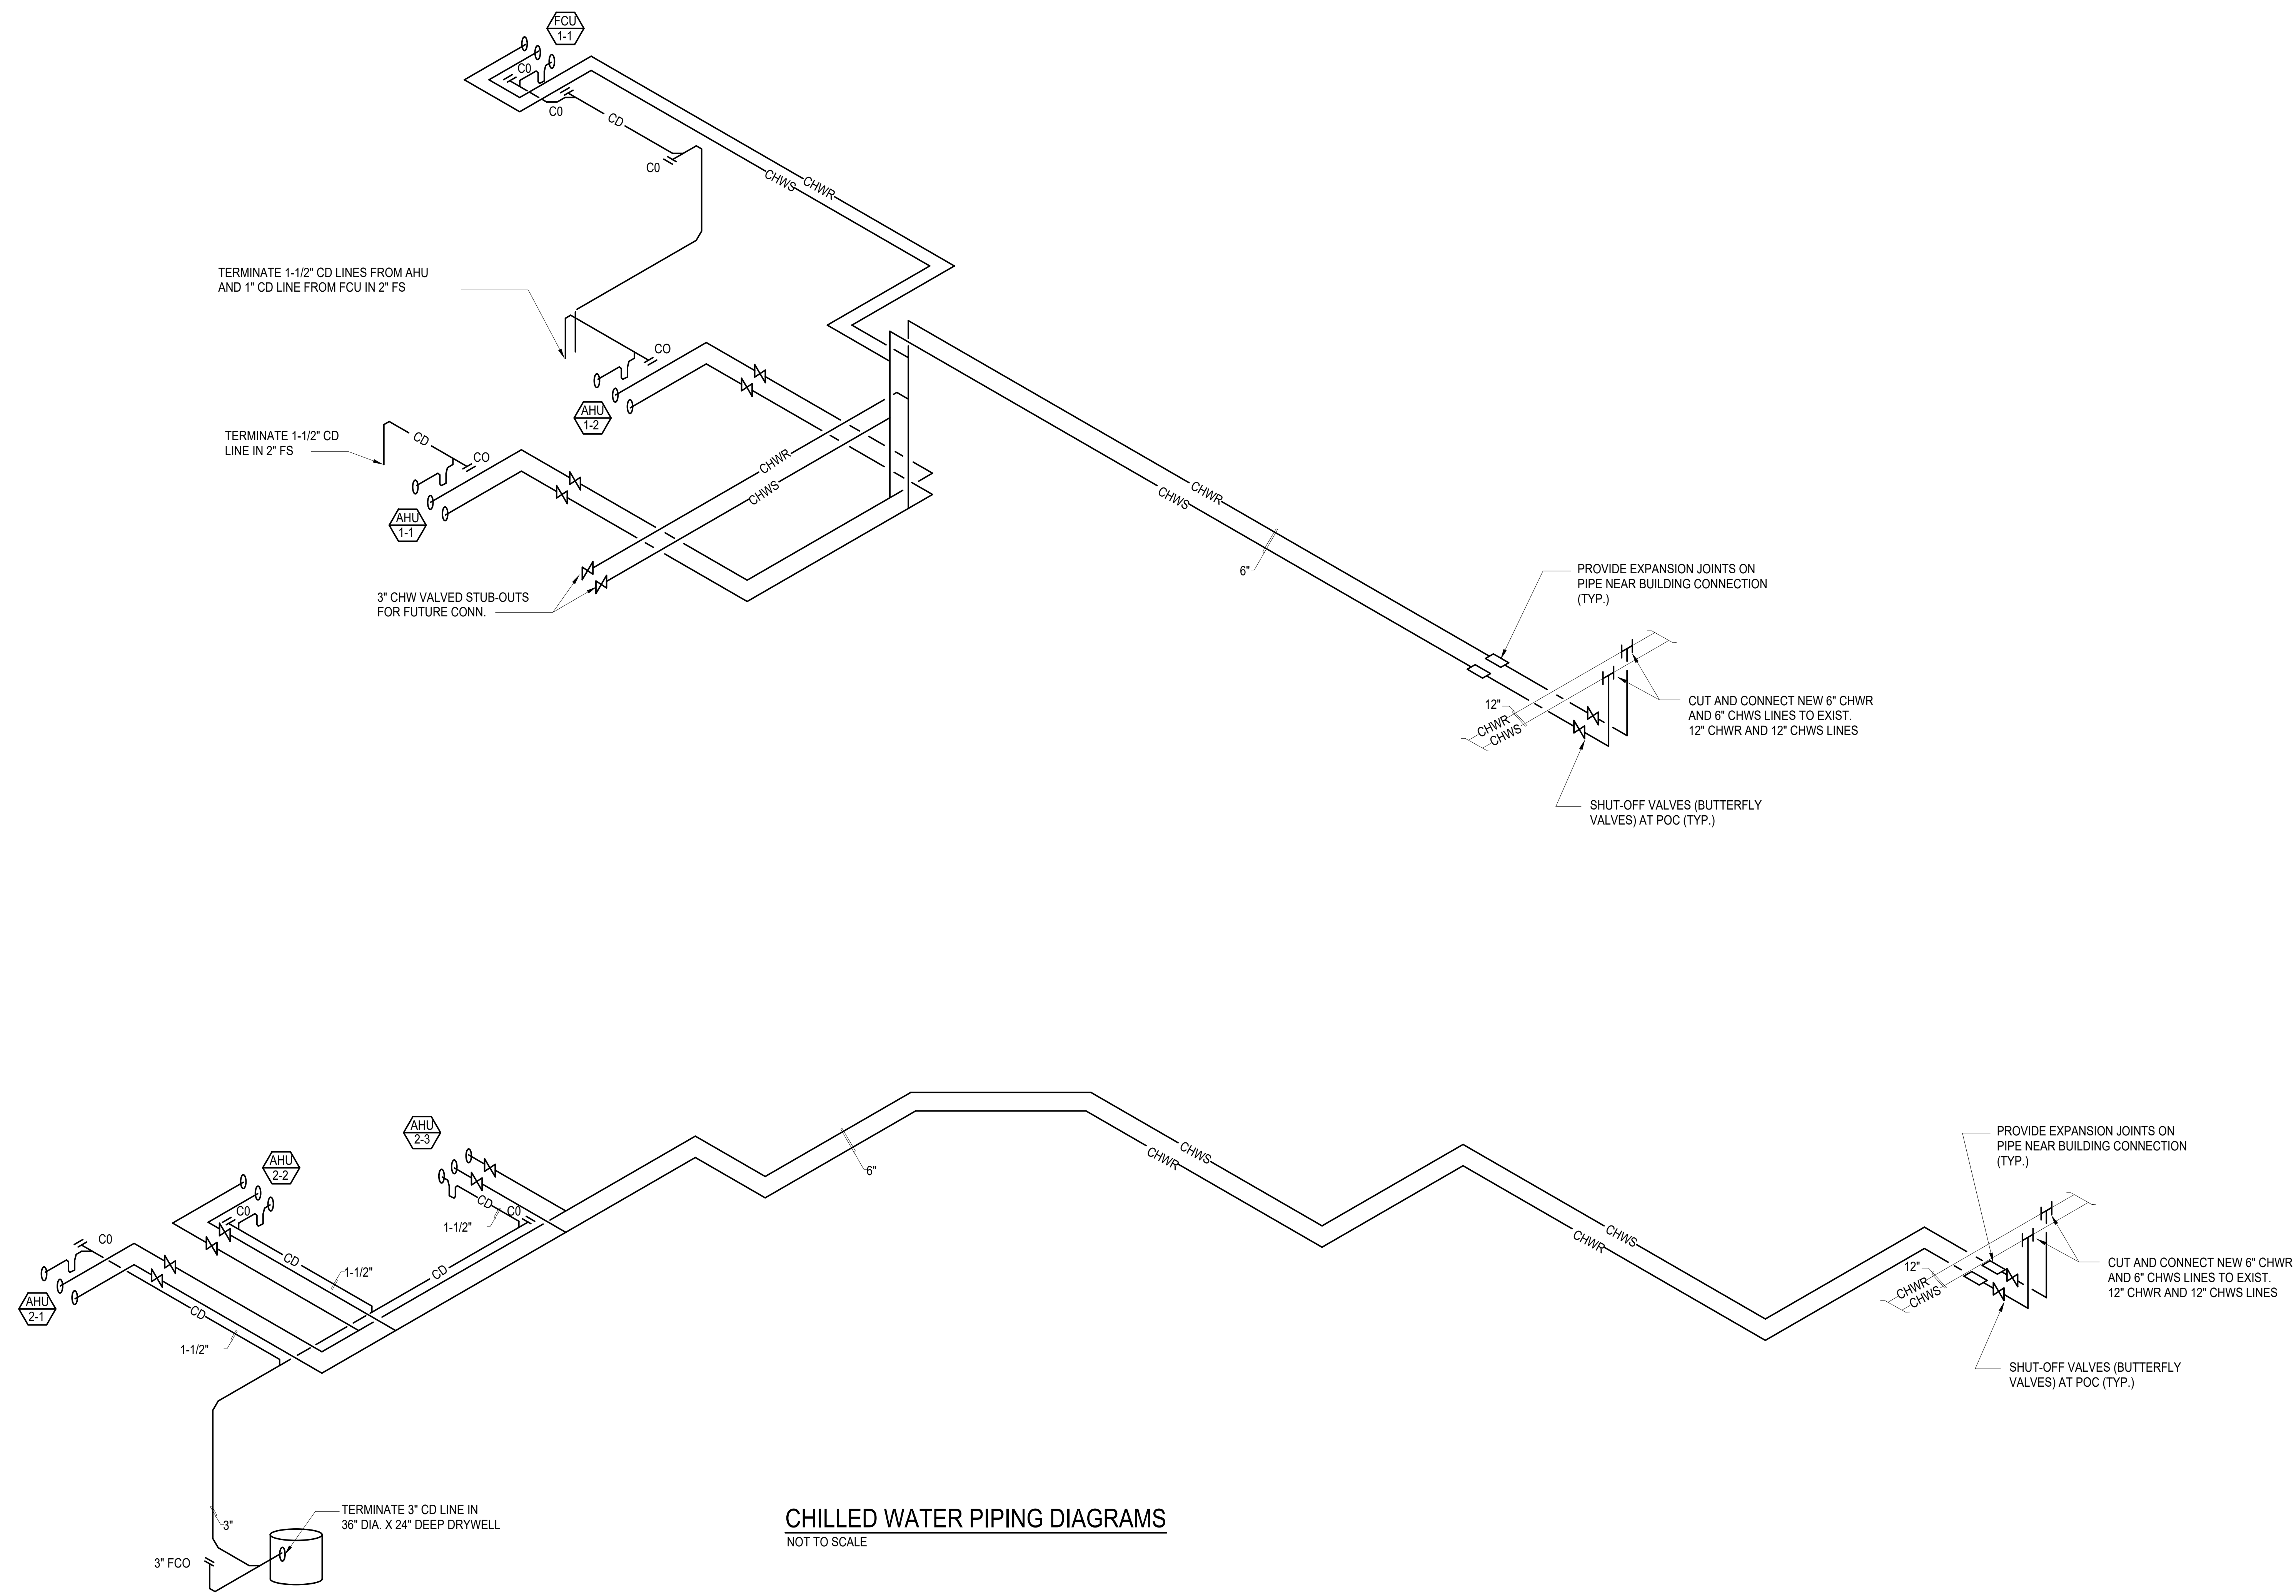 FCU
1-1
C0
C0
CD
C0
CHWS
CHWR
TERMINATE 1-1/2" CD LINES FROM AHU
AND 1" CD LINE FROM FCU IN 2" FS
CO
AHU
1-2
TERMINATE 1-1/2" CD
LINE IN 2" FS
CD
CO
AHU
1-1
CHWR
CHWS
3" CHW VALVED STUB-OUTS
FOR FUTURE CONN.
CHWS
CHWR
6"
PROVIDE EXPANSION JOINTS ON
PIPE NEAR BUILDING CONNECTION
(TYP.)
12"
CHWR
CHWS
CUT AND CONNECT NEW 6" CHWR
AND 6" CHWS LINES TO EXIST.
12" CHWR AND 12" CHWS LINES
SHUT-OFF VALVES (BUTTERFLY
VALVES) AT POC (TYP.)
AHU
2-3
AHU
2-2
CD
C0
1-1/2"
C0
C0
CD
1-1/2"
CD
AHU
2-1
CD
1-1/2"
6"
CHWS
CHWR
CHWS
CHWR
PROVIDE EXPANSION JOINTS ON
PIPE NEAR BUILDING CONNECTION
(TYP.)
12"
CHWR
CHWS
CUT AND CONNECT NEW 6" CHWR
AND 6" CHWS LINES TO EXIST.
12" CHWR AND 12" CHWS LINES
SHUT-OFF VALVES (BUTTERFLY
VALVES) AT POC (TYP.)
3"
TERMINATE 3" CD LINE IN
36" DIA. X 24" DEEP DRYWELL
3" FCO
CHILLED WATER PIPING DIAGRAMS
NOT TO SCALE